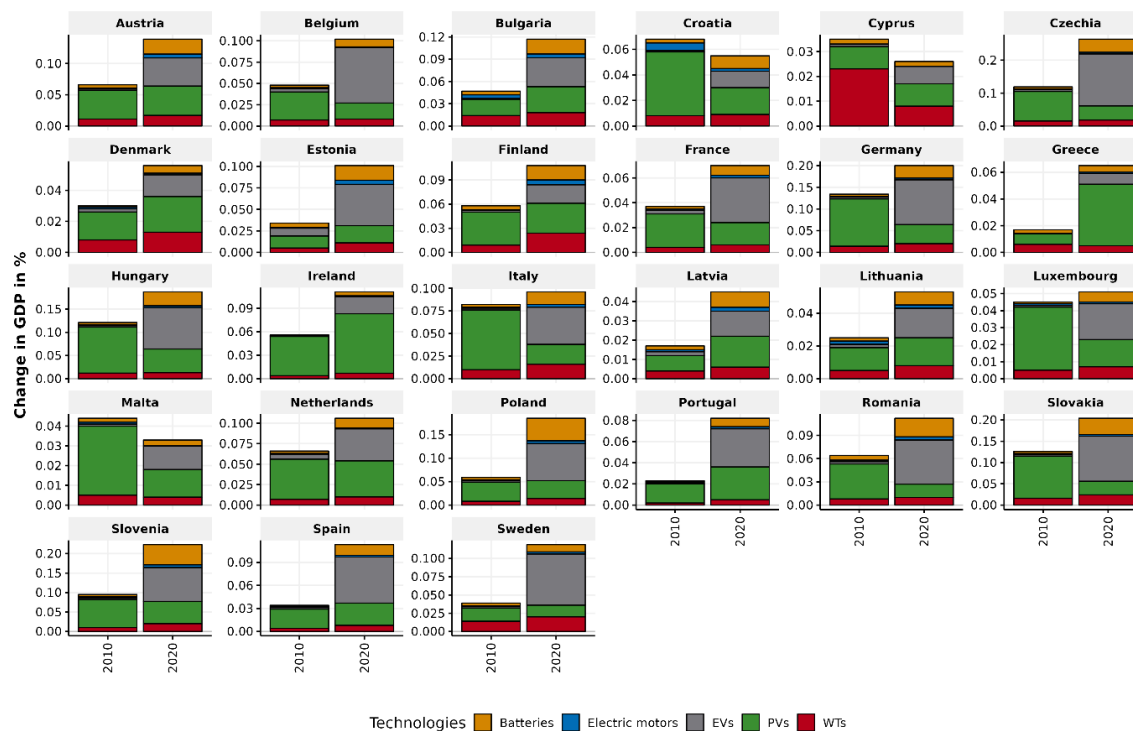 Austria Belgium Bulgaria Croatia Cyprus Czechia
0.10 0.05 0.00
0.100 0.075 0.050 0.025 0.000
0.12 0.09 0.06 0.03 0.00
0.06 0.04 0.02 0.00
0.03 0.02 0.01 0.00
0.2 0.1 0.0
Denmark Estonia Finland France Germany Greece
0.04 0.02 0.00
0.100 0.075 0.050 0.025 0.000
0.09 0.06 0.03 0.00
0.06 0.04 0.02 0.00
0.20 0.15 0.10 0.05 0.00
0.06 0.04 0.02 0.00
Change in GDP in %
Hungary Ireland Italy Latvia Lithuania Luxembourg
0.15 0.10 0.05 0.00
0.09 0.06 0.03 0.00
0.100 0.075 0.050 0.025 0.000
0.04 0.03 0.02 0.01 0.00
0.04 0.02 0.00
0.05 0.04 0.03 0.02 0.01 0.00
Malta Netherlands Poland Portugal Romania Slovakia
0.04 0.03 0.02 0.01 0.00
0.100 0.075 0.050 0.025 0.000
0.15 0.10 0.05 0.00
0.08 0.06 0.04 0.02 0.00
0.09 0.06 0.03 0.00
0.20 0.15 0.10 0.05 0.00
2010 2020 2010 2020 2010 2020
Slovenia Spain Sweden
0.20 0.15 0.10 0.05 0.00
0.09 0.06 0.03 0.00
0.100 0.075 0.050 0.025 0.000
2010 2020 2010 2020 2010 2020
Technologies Batteries Electric motors EVs PVs WTs